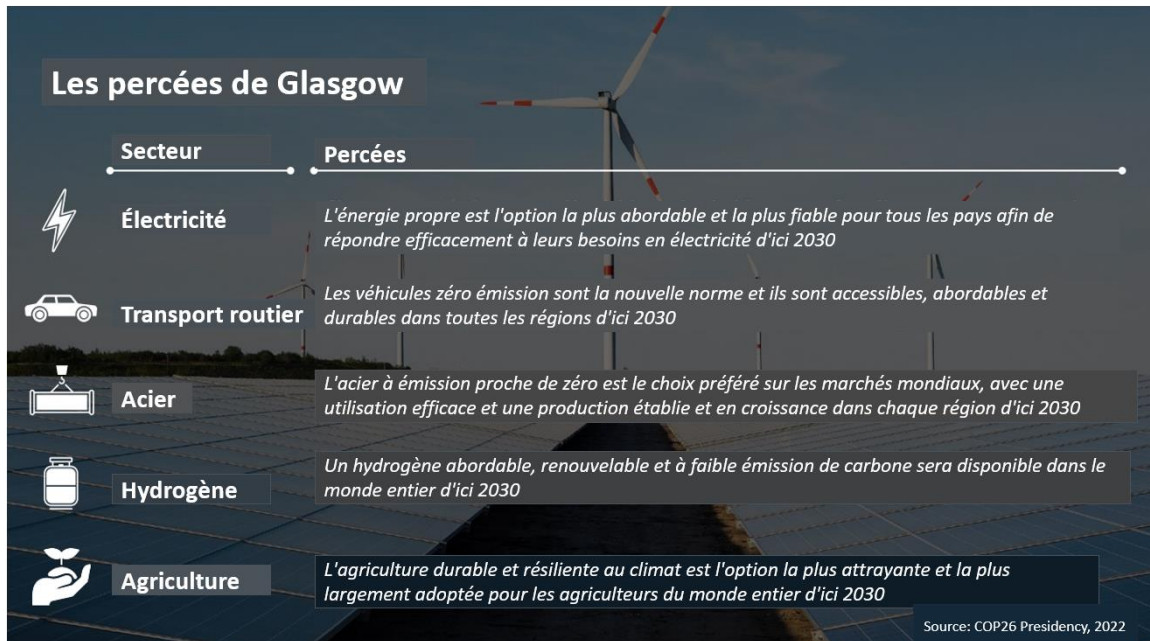 Les percées de Glasgow
Secteur
Percées
Électricité
L'énergie propre est l'option la plus abordable et la plus fiable pour tous les pays afin de
répondre efficacement à leurs besoins en électricité d'ici 2030
Transport routier
Les véhicules zéro émission sont la nouvelle norme et ils sont accessibles, abordables et
durables dans toutes les régions d'ici 2030
Acier
L'acier à émission proche de zéro est le choix préféré sur les marchés mondiaux, avec une
utilisation efficace et une production établie et en croissance dans chaque région d'ici 2030
Hydrogène
Un hydrogène abordable, renouvelable et à faible émission de carbone sera disponible dans le
monde entier d'ici 2030
Agriculture
L'agriculture durable et résiliente au climat est l'option la plus attrayante et la plus
largement adoptée pour les agriculteurs du monde entier d'ici 2030
Source: COP26 Presidency, 2022